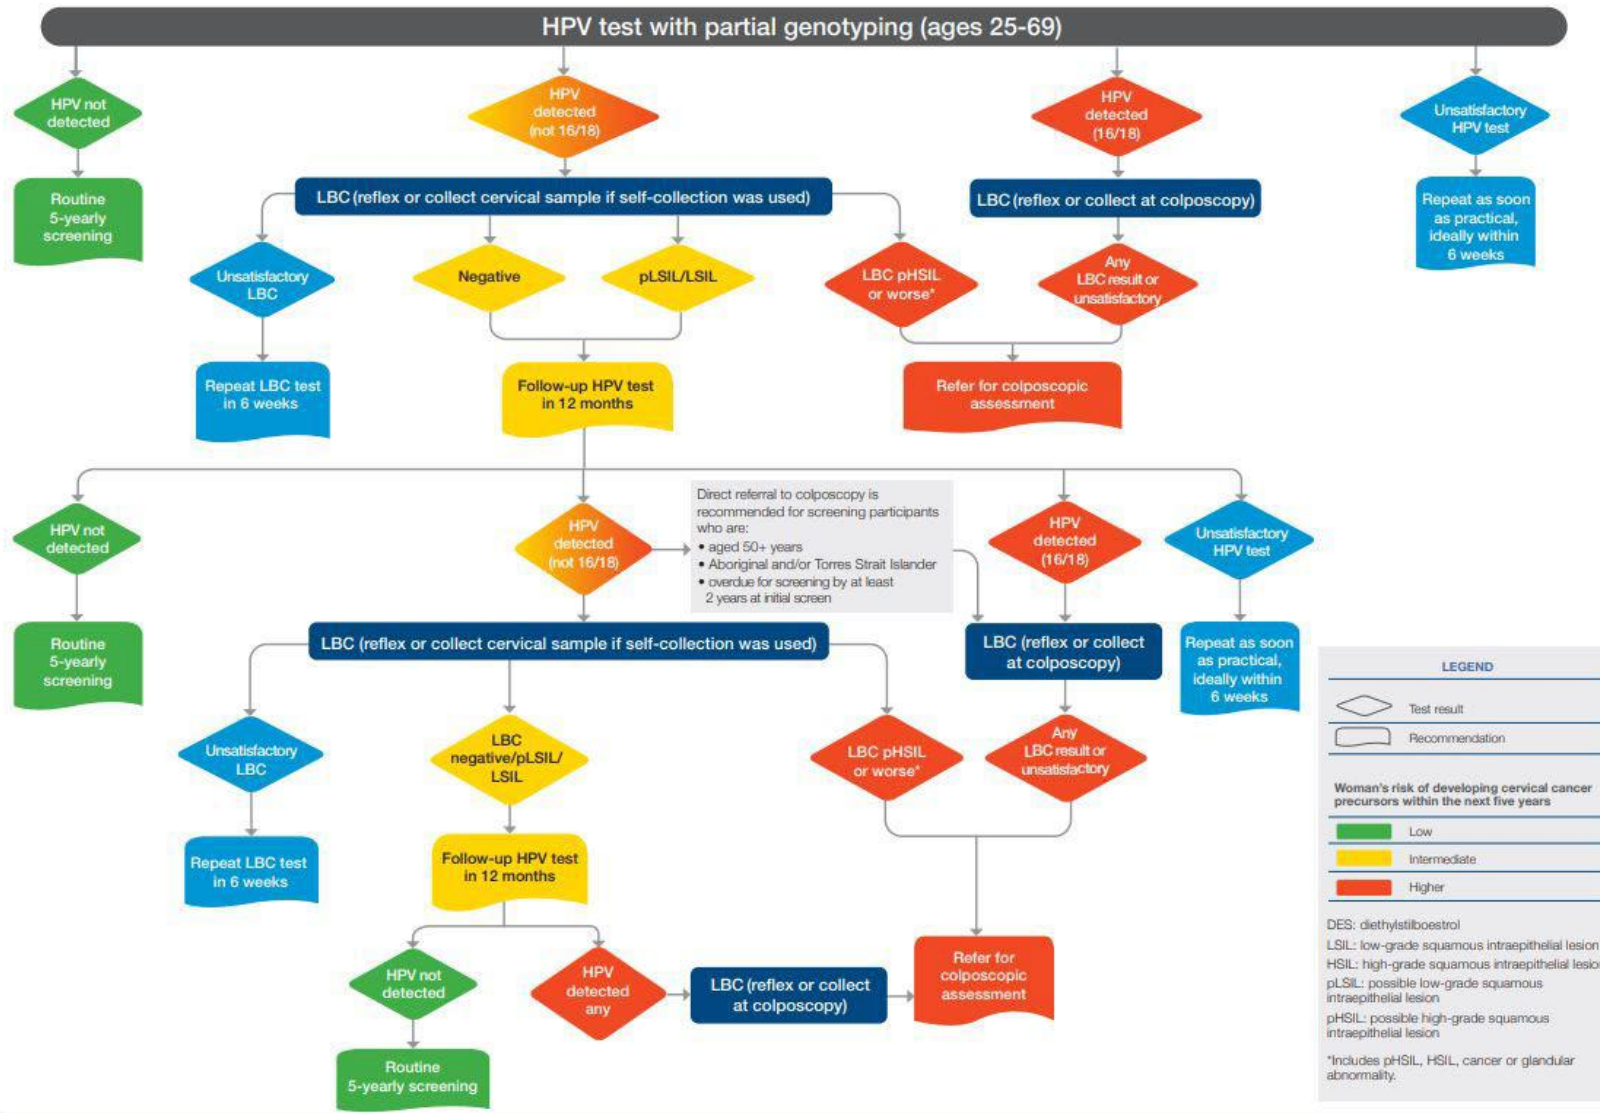 HPV test with partial genotyping (ages 25-69)
HPV not
detected
HPV
detected
(not 16/18)
HPV
detected
(16/18)
Unsatisfactory
HPV test
Routine
5-yearly
screening
LBC (reflex or collect cervical sample if self-collection was used)
LBC (reflex or collect at colposcopy)
Repeat as soon
as practical,
ideally within
6 weeks
Unsatisfactory
LBC
Negative
pLSIL/LSIL
LBC pHSIL
or worse*
Any
LBC result or
unsatisfactory
Repeat LBC test
in 6 weeks
Follow-up HPV test
in 12 months
Refer for colposcopic
assessment
HPV not
detected
HPV
detected
(not 16/18)
Direct referral to colposcopy is
recommended for screening participants
who are:
• aged 50+ years
• Aboriginal and/or Torres Strait Islander
• overdue for screening by at least
2 years at initial screen
HPV
detected
(16/18)
Unsatisfactory
HPV test
Routine
5-yearly
screening
LBC (reflex or collect cervical sample if self-collection was used)
LBC (reflex or collect
at colposcopy)
Repeat as soon
as practical,
ideally within
6 weeks
Unsatisfactory
LBC
LBC
negative/pLSIL/
LSIL
LBC pHSIL
or worse*
Any
LBC result or
unsatisfactory
Repeat LBC test
in 6 weeks
Follow-up HPV test
in 12 months
HPV not
detected
HPV
detected
any
LBC (reflex or collect
at colposcopy)
Refer for
colposcopic
assessment
Routine
5-yearly screening
LEGEND
Test result
Recommendation
Woman's risk of developing cervical cancer
precursors within the next five years
Low
Intermediate
Higher
DES: diethylstilboestrol
LSIL: low-grade squamous intraepithelial lesion
HSIL: high-grade squamous intraepithelial lesio
pLSIL: possible low-grade squamous
intraepithelial lesion
pHSIL: possible high-grade squamous
intraepithelial lesion
*Includes pHSIL, HSIL, cancer or glandular
abnormality.